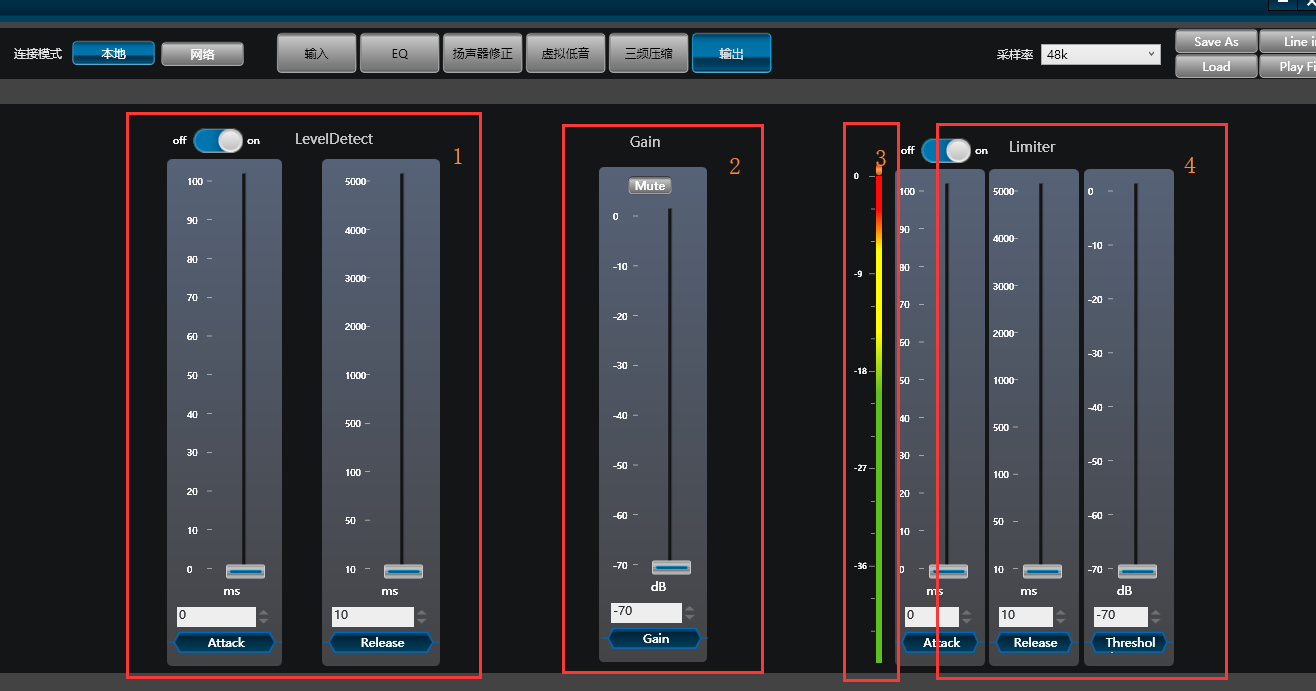 连接模式 本地 网络 输入 EQ 扬声器修正 虚拟低音 三频压缩 输出 采样率 48k Save As Line i
Load Play Fi
off on LevelDetect 1
100 5000
90 4000
80 3000
70 2000
60 1000
50 500
40 100
30
20 50
10
0 10
ms ms
0 10
Attack Release
Gain 2
Mute
0
-10
-20
-30
-40
-50
-60
-70
dB
-70
Gain
3
0
-9
-18
-27
-36
off on Limiter 4
100 5000 0
90 4000 -10
80 3000 -20
70 2000 -30
60 1000 -40
50 500 -50
40 100 -60
30 50 -70
20 10
10
0
ms ms dB
0 10 -70
Attack Release Threshol